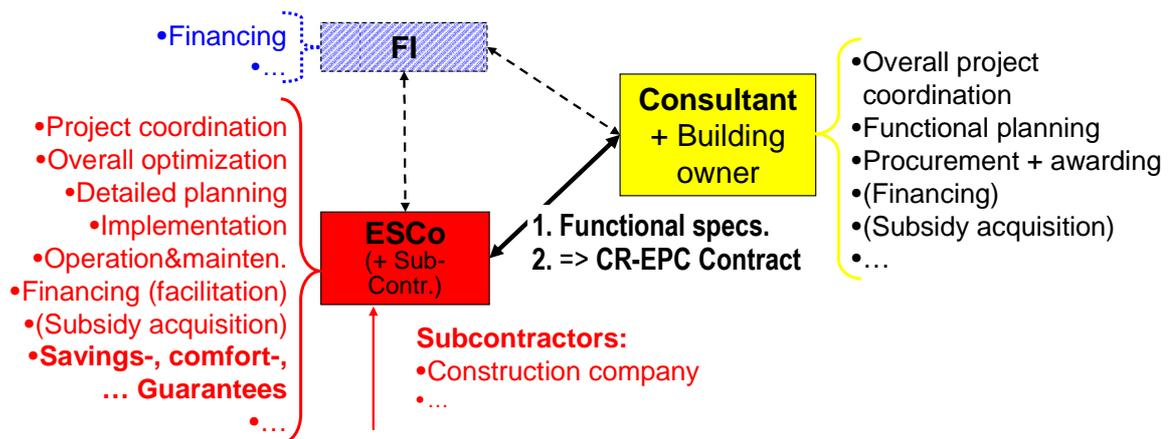 •Financing
•...
FI
Consultant
+ Building
owner
•Overall project
coordination
•Functional planning
•Procurement + awarding
•(Financing)
•(Subsidy acquisition)
•...
•Project coordination
•Overall optimization
•Detailed planning
•Implementation
•Operation&mainten.
•Financing (facilitation)
•(Subsidy acquisition)
•Savings-, comfort-,
... Guarantees
•...
ESCo
(+ Sub-
Contr.)
1. Functional specs.
2. => CR-EPC Contract
Subcontractors:
•Construction company
•...